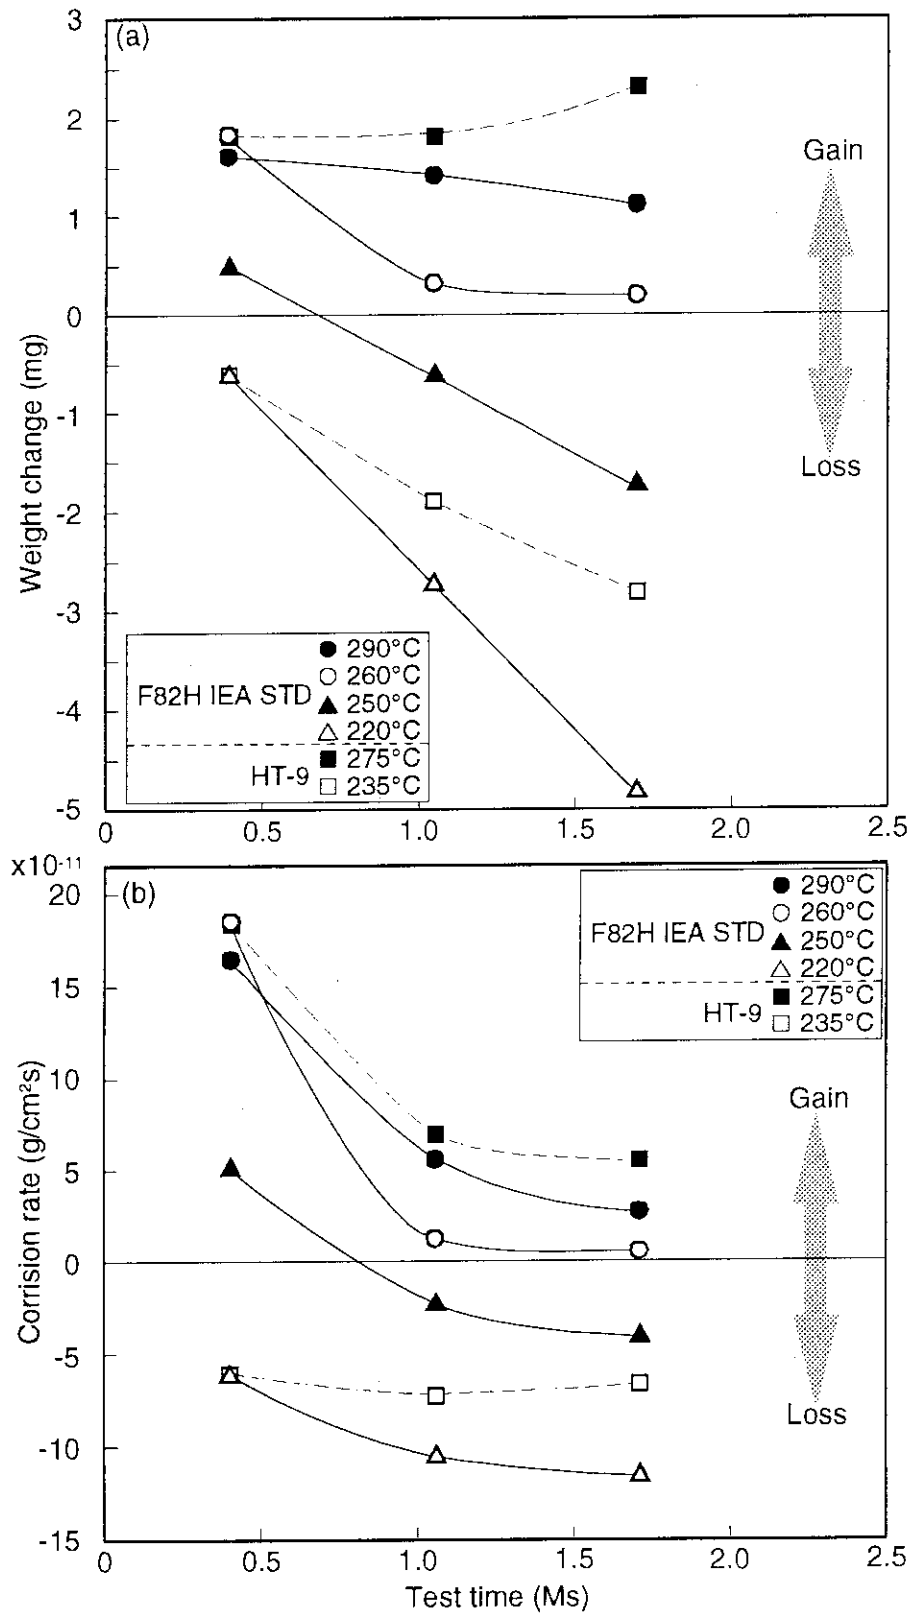 (a)
3
2
1
0
-1
-2
-3
-4
-5
Weight change (mg)
Gain
Loss
F82H IEA STD
290°C
260°C
250°C
220°C
HT-9
275°C
235°C
0 0.5 1.0 1.5 2.0 2.5
x10-11
(b)
20
15
10
5
0
-5
-10
-15
Corrision rate (g/cm²s)
F82H IEA STD
290°C
260°C
250°C
220°C
HT-9
275°C
235°C
Gain
Loss
0 0.5 1.0 1.5 2.0 2.5
Test time (Ms)